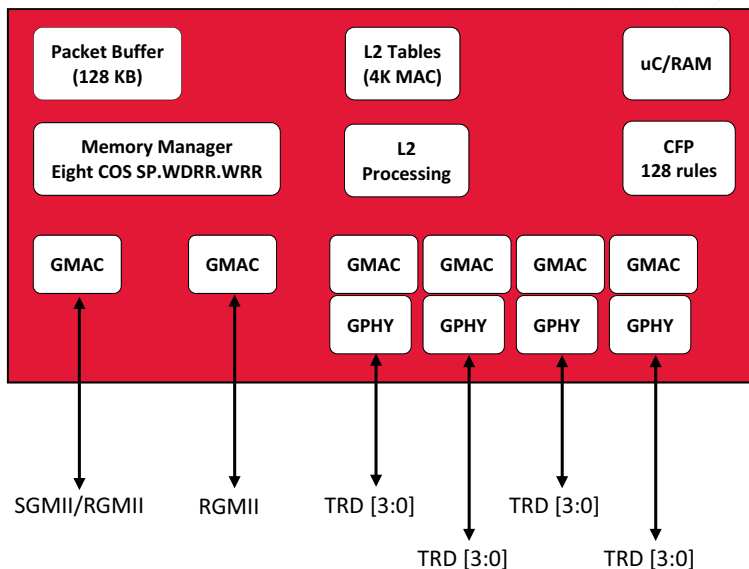 Packet Buffer
(128 KB)
L2 Tables
(4K MAC)
uC/RAM
Memory Manager
Eight COS SP.WDRR.WRR
L2
Processing
CFP
128 rules
GMAC
GMAC
GMAC
GMAC
GMAC
GMAC
GPHY
GPHY
GPHY
GPHY
SGMII/RGMII
RGMII
TRD [3:0]
TRD [3:0]
TRD [3:0]
TRD [3:0]